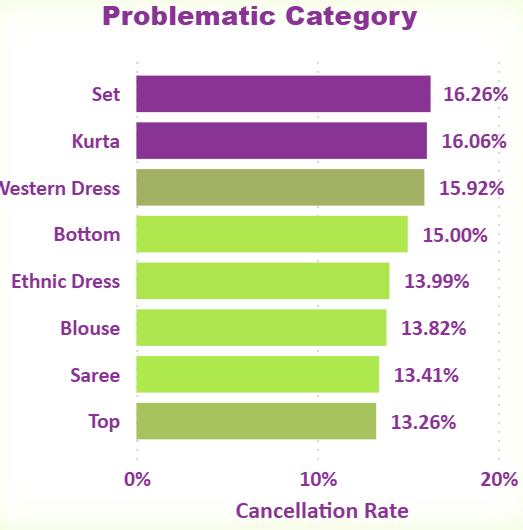 Problematic Category
Set 16.26%
Kurta 16.06%
Western Dress 15.92%
Bottom 15.00%
Ethnic Dress 13.99%
Blouse 13.82%
Saree 13.41%
Top 13.26%
0% 10% 20%
Cancellation Rate